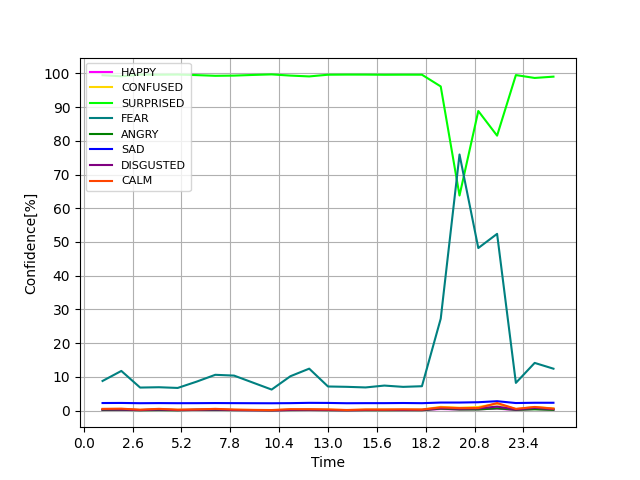 100
90
80
70
60
50
40
30
20
10
0
Confidence[%]
HAPPY
CONFUSED
SURPRISED
FEAR
ANGRY
SAD
DISGUSTED
CALM
0.0 2.6 5.2 7.8 10.4 13.0 15.6 18.2 20.8 23.4
Time